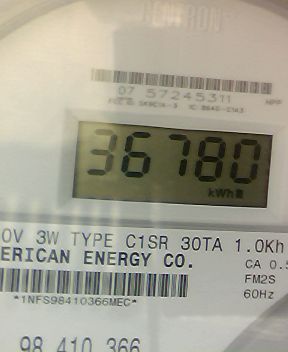 CENTRON
07 57245311
36780
kWh
0V 3W TYPE C1SR 30TA 1.0Kh
ERICAN ENERGY CO.
CA 0.5
FM2S
*1NFS98410366MEC*
60Hz
98 410 366